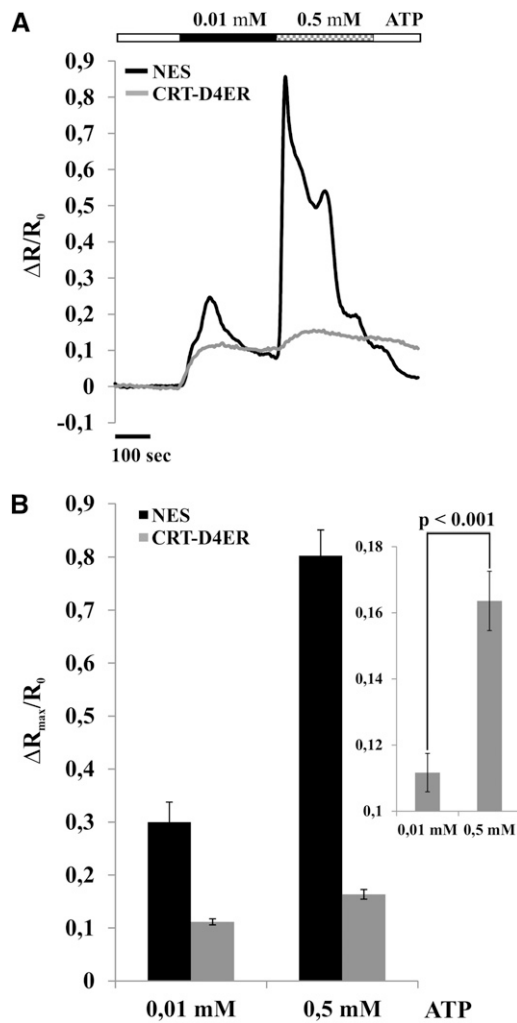 A
0.01 mM 0.5 mM ATP
NES
CRT-D4ER
0,9
0,8
0,7
0,6
0,5
0,4
0,3
0,2
0,1
0
-0,1
ΔR/R0
100 sec
B
NES
CRT-D4ER
0,9
0,8
0,7
0,6
0,5
0,4
0,3
0,2
0,1
0
ΔRmax/R0
0,01 mM 0,5 mM ATP
p < 0.001
0,18
0,16
0,14
0,12
0,1
0,01 mM 0,5 mM